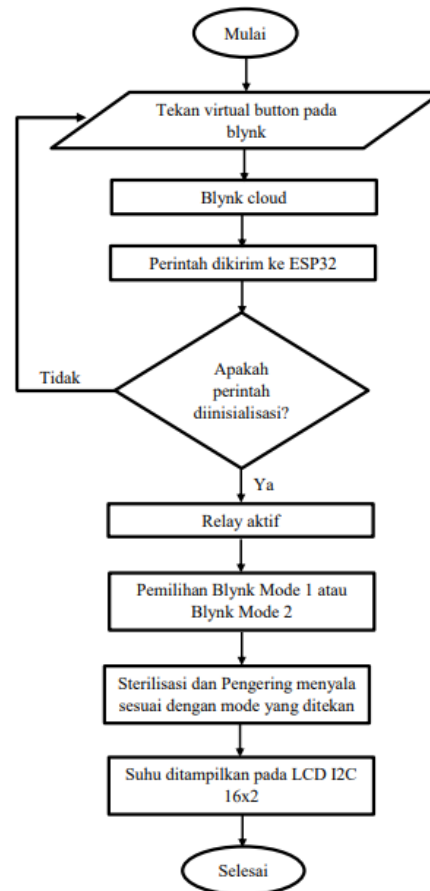 Mulai
Tekan virtual button pada
blynk
Blynk cloud
Perintah dikirim ke ESP32
Apakah
perintah
diinisialisasi?
Tidak
Ya
Relay aktif
Pemilihan Blynk Mode 1 atau
Blynk Mode 2
Sterilisasi dan Pengering menyala
sesuai dengan mode yang ditekan
Suhu ditampilkan pada LCD I2C
16x2
Selesai